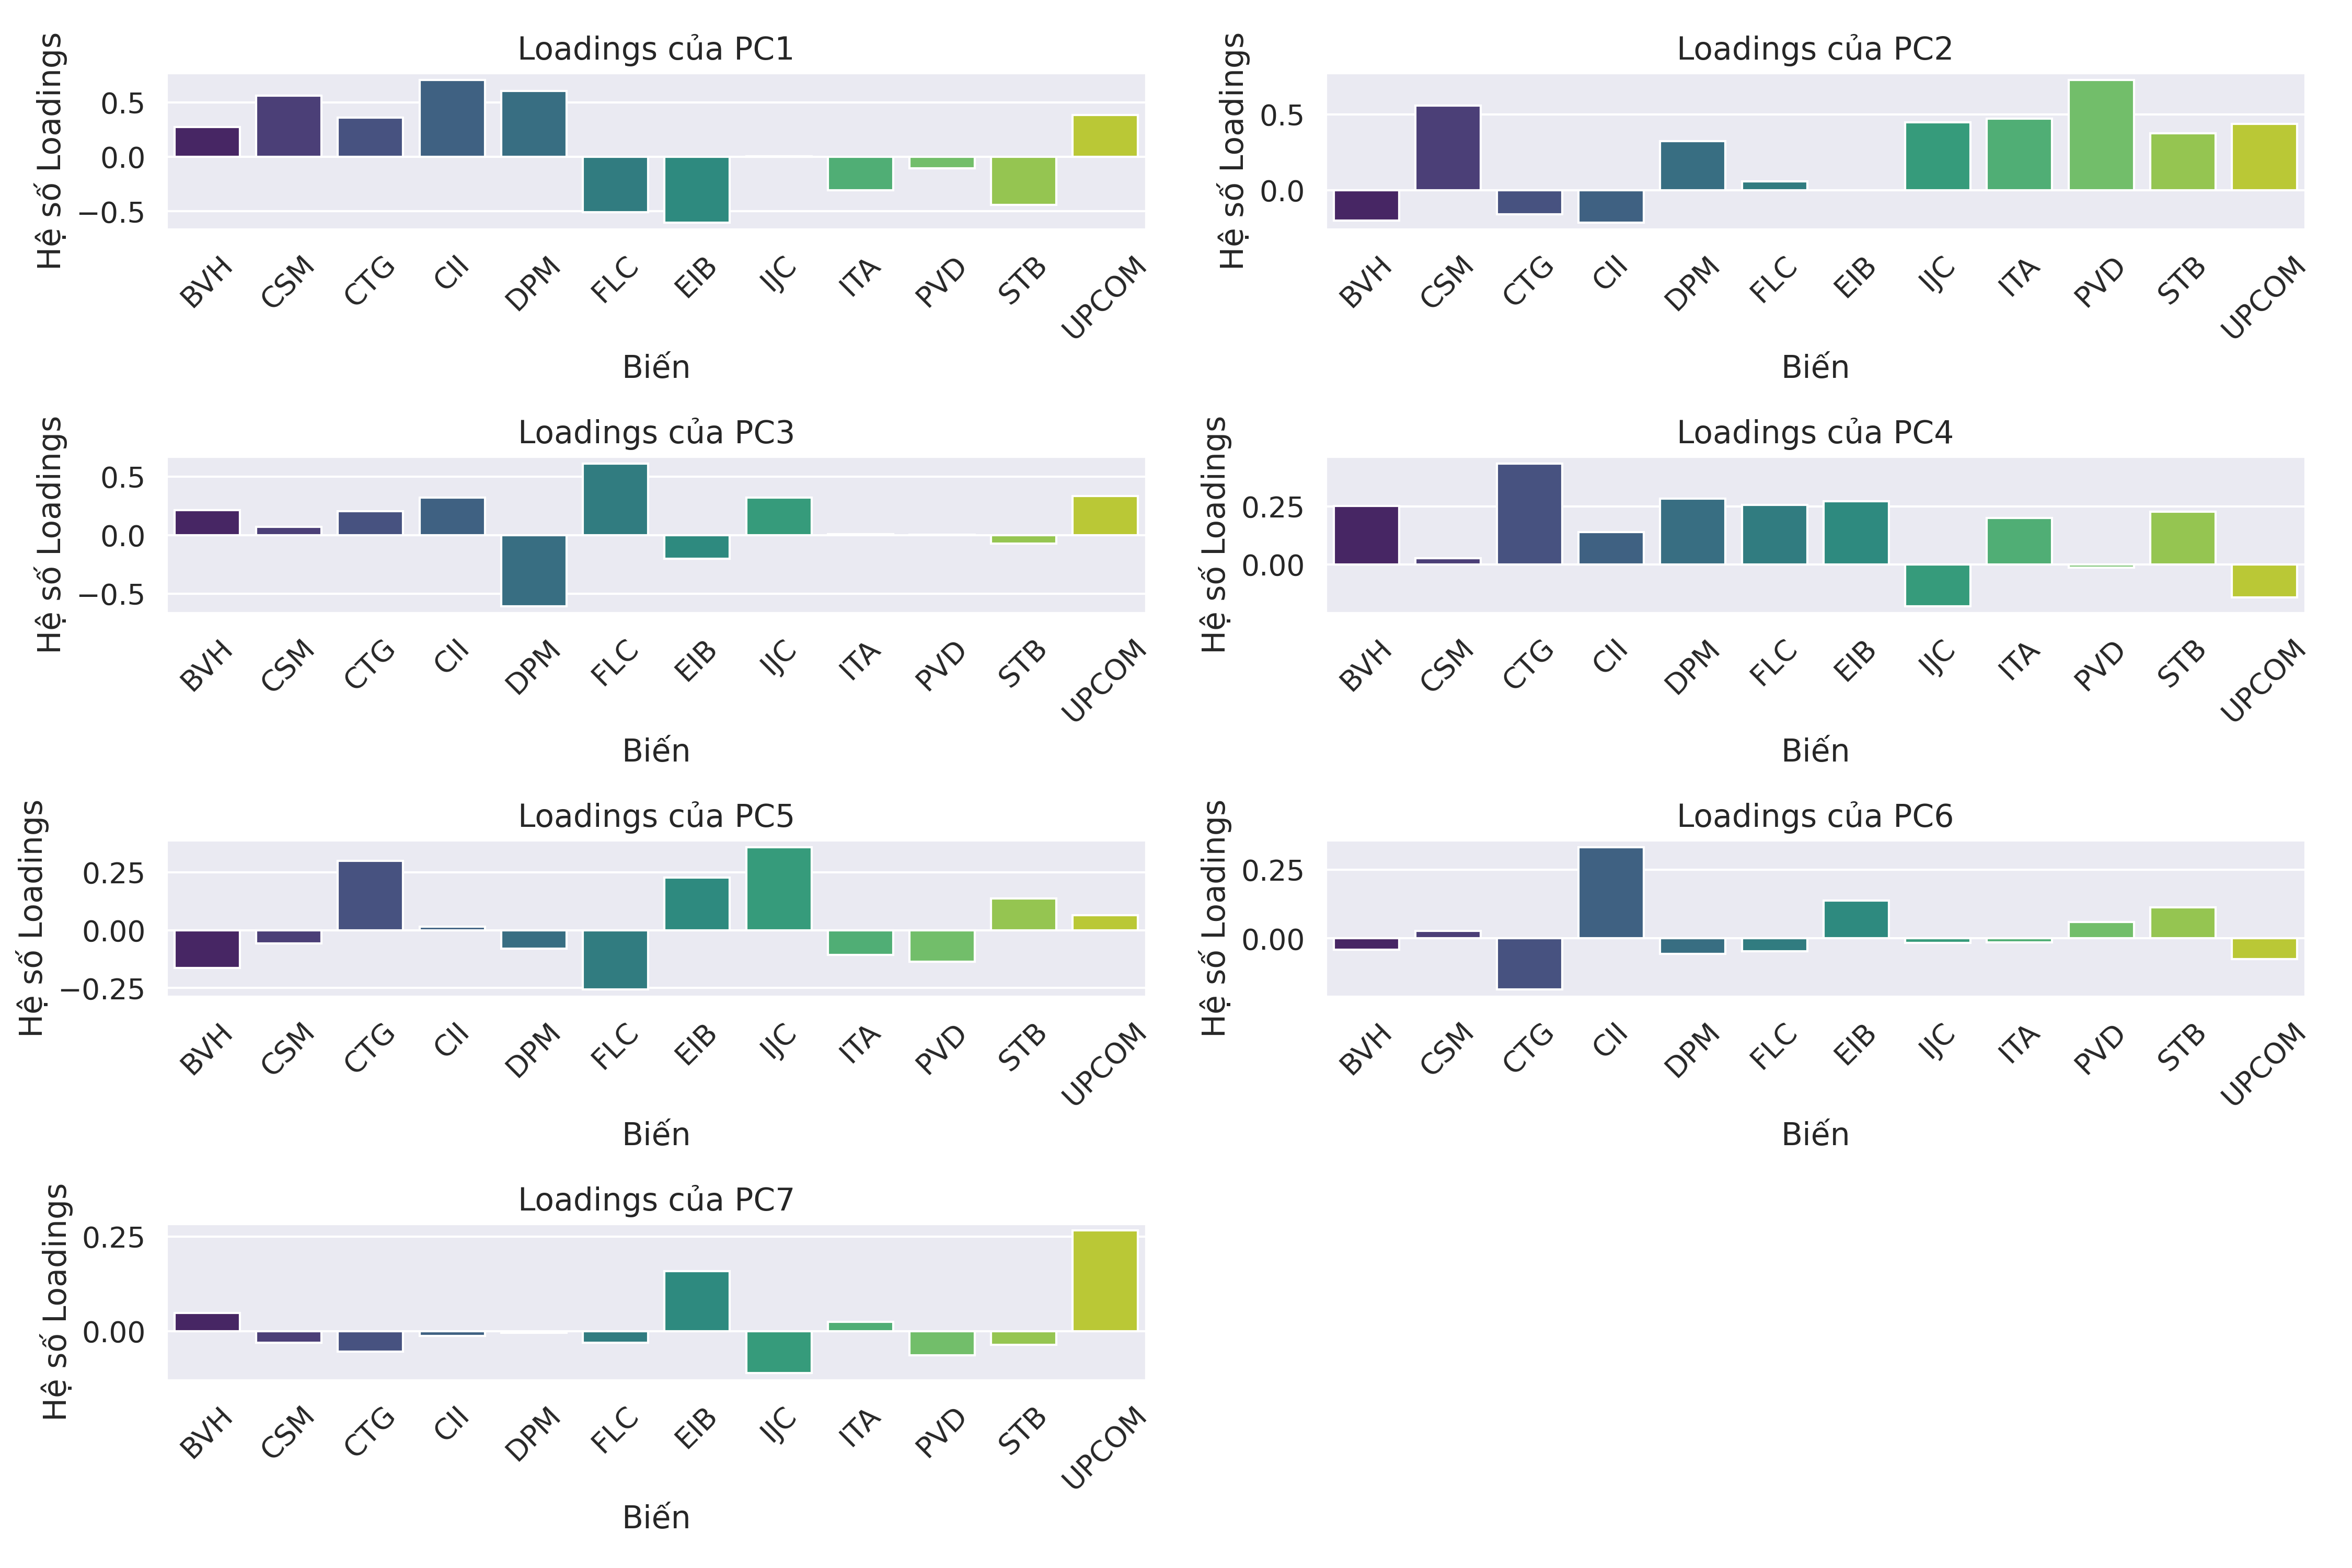 Loadings của PC1
Hệ số Loadings
0.5
0.0
−0.5
BVH CSM CTG CII DPM FLC EIB IJC ITA PVD STB UPCOM
Biến
Loadings của PC2
Hệ số Loadings
0.5
0.0
BVH CSM CTG CII DPM FLC EIB IJC ITA PVD STB UPCOM
Biến
Loadings của PC3
Hệ số Loadings
0.5
0.0
−0.5
BVH CSM CTG CII DPM FLC EIB IJC ITA PVD STB UPCOM
Biến
Loadings của PC4
Hệ số Loadings
0.25
0.00
BVH CSM CTG CII DPM FLC EIB IJC ITA PVD STB UPCOM
Biến
Loadings của PC5
Hệ số Loadings
0.25
0.00
−0.25
BVH CSM CTG CII DPM FLC EIB IJC ITA PVD STB UPCOM
Biến
Loadings của PC6
Hệ số Loadings
0.25
0.00
BVH CSM CTG CII DPM FLC EIB IJC ITA PVD STB UPCOM
Biến
Loadings của PC7
Hệ số Loadings
0.25
0.00
BVH CSM CTG CII DPM FLC EIB IJC ITA PVD STB UPCOM
Biến